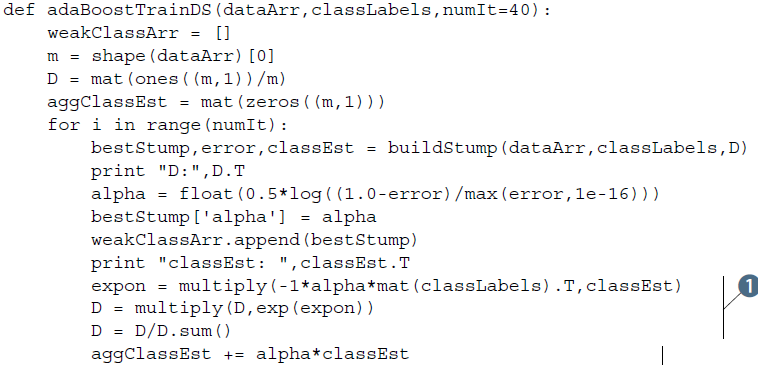 def adaBoostTrainDS(dataArr,classLabels,numIt=40):
    weakClassArr = []
    m = shape(dataArr)[0]
    D = mat(ones((m,1))/m)
    aggClassEst = mat(zeros((m,1)))
    for i in range(numIt):
        bestStump,error,classEst = buildStump(dataArr,classLabels,D)
        print "D:",D.T
        alpha = float(0.5*log((1.0-error)/max(error,1e-16)))
        bestStump['alpha'] = alpha
        weakClassArr.append(bestStump)
        print "classEst: ",classEst.T
        expon = multiply(-1*alpha*mat(classLabels).T,classEst) 1
        D = multiply(D,exp(expon))
        D = D/D.sum()
        aggClassEst += alpha*classEst